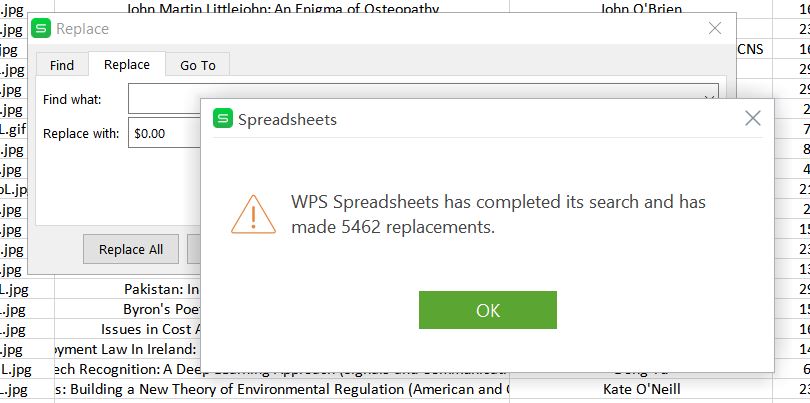 .jpg John Martin Littlejohn: An Enigma of Osteopathy John O'Brien
Replace
jpg CNS
Find Replace Go To
.jpg
.jpg Find what:
.jpg
L.gif Replace with: $0.00
.jpg
.jpg
oL.jp
.jpg
.jpg
.jpg Replace All
.jpg
Spreadsheets
WPS Spreadsheets has completed its search and has
made 5462 replacements.
OK
L.jpg Pakistan: In
.jpg Byron's Poe
L.jpg Issues in Cost A
.jpg oyment Law In Ireland:
L.jpg ech Recognition: A Deep Learning Approach (Signals and Communicati
.jpg s: Building a New Theory of Environmental Regulation (American and C Kate O'Neill